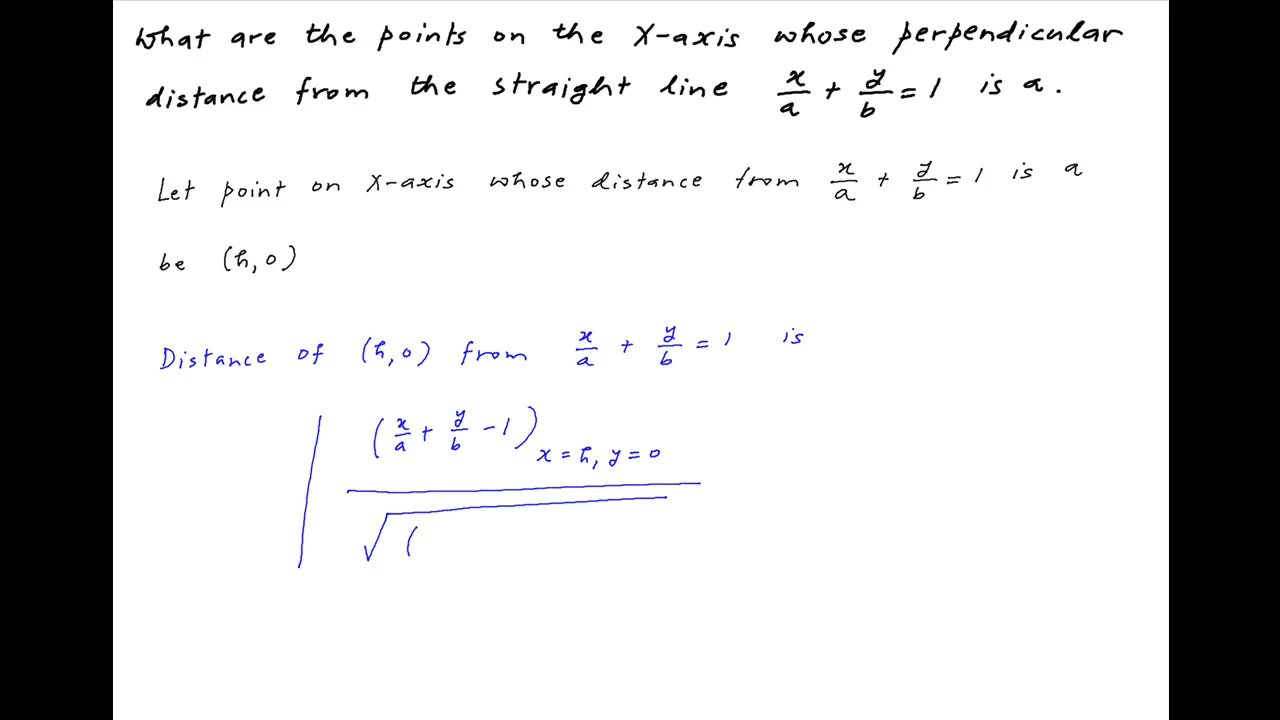 What are the points on the X-axis whose perpendicular
distance from the straight line x/a + y/b = 1 is a.
Let point on X-axis whose distance from x/a + y/b = 1 is a
be (h, 0)
Distance of (h, 0) from x/a + y/b = 1 is
| (x/a + y/b - 1) x = h, y = 0
√ (